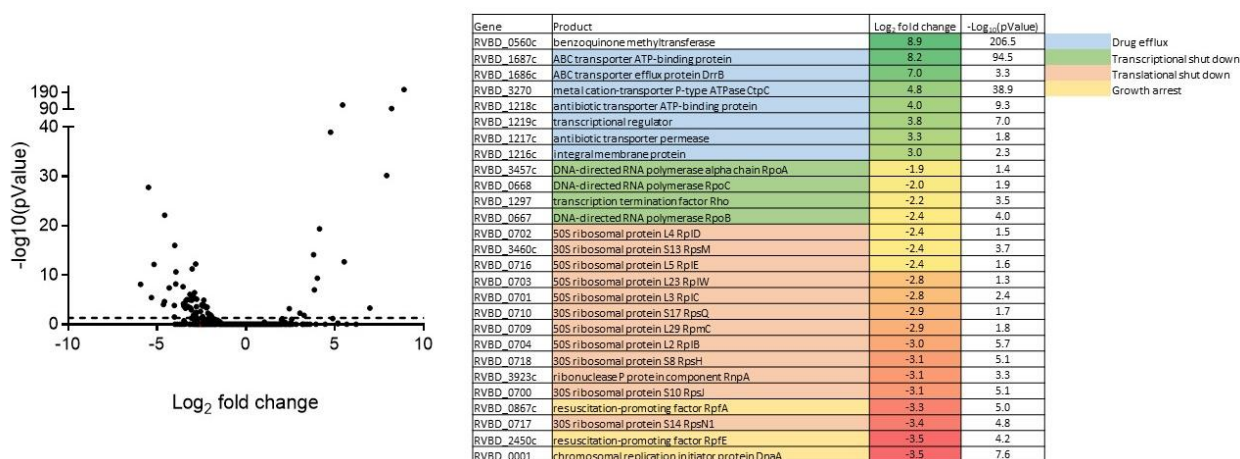 190
90
40
30
20
10
0
-10 -5 0 5 10
-log10(pValue)
Log2 fold change
Gene Product Log2 fold change -Log10(pValue)
RVBD_0560c benzoquinone methyltransferase 8.9 206.5
RVBD_1687c ABC transporter ATP-binding protein 8.2 94.5
RVBD_1686c ABC transporter efflux protein DrrB 7.0 3.3
RVBD_3270 metal cation-transporter P-type ATPase CtpC 4.8 38.9
RVBD_1218c antibiotic transporter ATP-binding protein 4.0 9.3
RVBD_1219c transcriptional regulator 3.8 7.0
RVBD_1217c antibiotic transporter permease 3.3 1.8
RVBD_1216c integral membrane protein 3.0 2.3
RVBD_3457c DNA-directed RNA polymerase alpha chain RpoA -1.9 1.4
RVBD_0668 DNA-directed RNA polymerase RpoC -2.0 1.9
RVBD_1297 transcription termination factor Rho -2.2 3.5
RVBD_0667 DNA-directed RNA polymerase RpoB -2.4 4.0
RVBD_0702 50S ribosomal protein L4 RplD -2.4 1.5
RVBD_3460c 30S ribosomal protein S13 RpsM -2.4 3.7
RVBD_0716 50S ribosomal protein L5 RplE -2.4 1.6
RVBD_0703 50S ribosomal protein L23 RplW -2.8 1.3
RVBD_0701 50S ribosomal protein L3 RplC -2.8 2.4
RVBD_0710 30S ribosomal protein S17 RpsQ -2.9 1.7
RVBD_0709 50S ribosomal protein L29 RpmC -2.9 1.8
RVBD_0704 50S ribosomal protein L2 RplB -3.0 5.7
RVBD_0718 30S ribosomal protein S8 RpsH -3.1 5.1
RVBD_3923c ribonuclease P protein component RnpA -3.1 3.3
RVBD_0700 30S ribosomal protein S10 RpsJ -3.1 5.1
RVBD_0867c resuscitation-promoting factor RpfA -3.3 5.0
RVBD_0717 30S ribosomal protein S14 RpsN1 -3.4 4.8
RVBD_2450c resuscitation-promoting factor RpfE -3.5 4.2
RVBD_0001 chromosomal replication initiator protein DnaA -3.5 7.6
Drug efflux
Transcriptional shut down
Translational shut down
Growth arrest